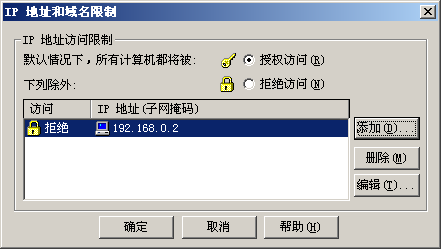 IP 地址和域名限制
IP 地址访问限制
默认情况下，所有计算机都将被: 授权访问(R)
下列除外: 拒绝访问(N)
访问 IP 地址(子网掩码)
拒绝 192.168.0.2
添加(D)...
删除(M)
编辑(T)...
确定 取消 帮助(H)